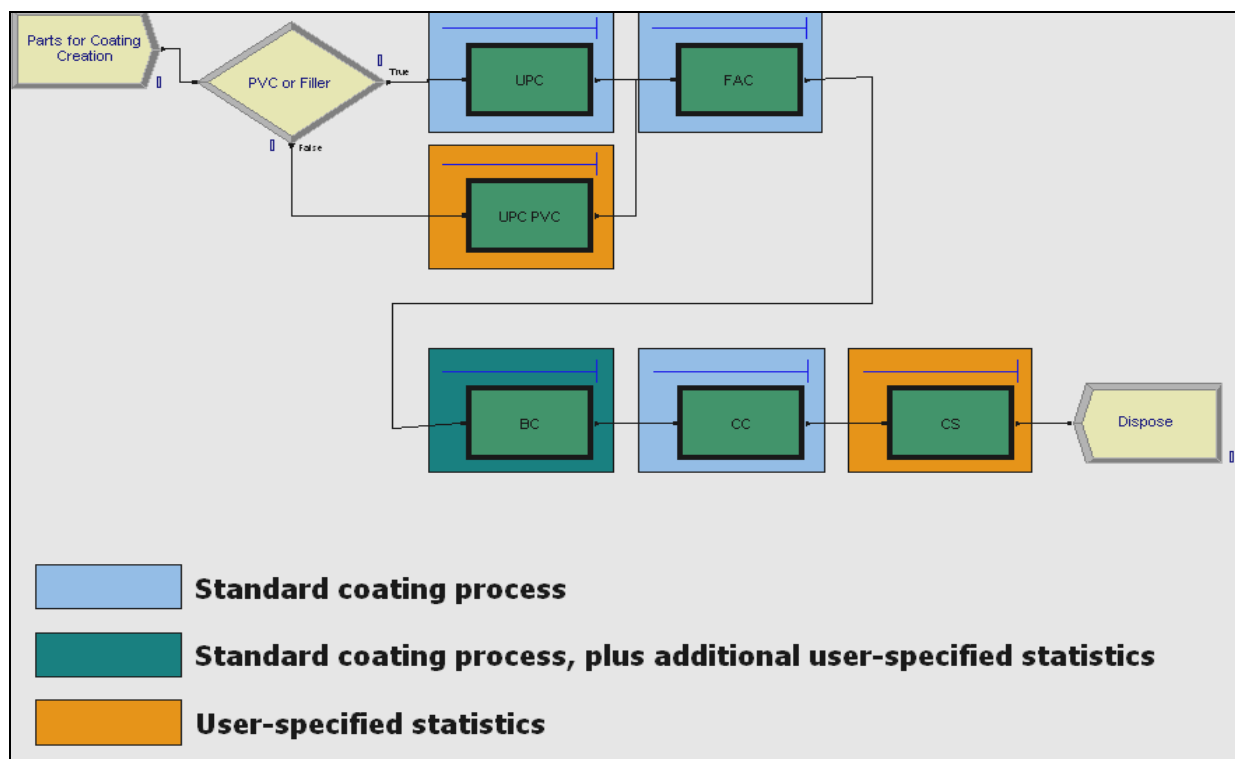 Parts for Coating
Creation
PVC or Filler
True
False
UPC
FAC
UPC PVC
BC
CC
CS
Dispose
Standard coating process
Standard coating process, plus additional user-specified statistics
User-specified statistics